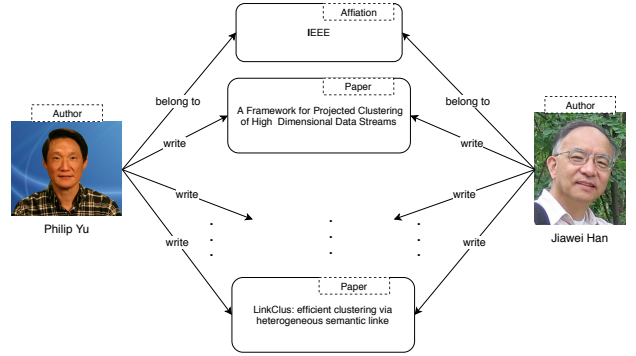 Affiation
IEEE
Paper
A Framework for Projected Clustering
of High Dimensional Data Streams
Author
Philip Yu
Author
Jiawei Han
belong to
belong to
write
write
write
write
write
write
Paper
LinkClus: efficient clustering via
heterogeneous semantic linke